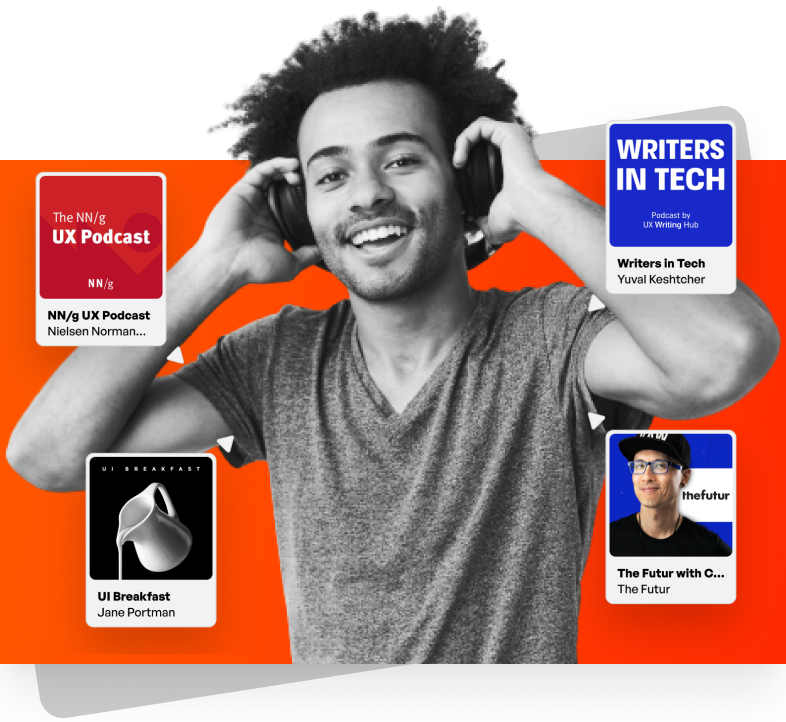 The NN/g
UX Podcast
NN/g
NN/g UX Podcast
Nielsen Norman...
WRITERS
IN TECH
Podcast by
UX Writing Hub
Writers in Tech
Yuval Keshtcher
UI BREAKFAST
UI Breakfast
Jane Portman
thefutur
The Futur with C...
The Futur